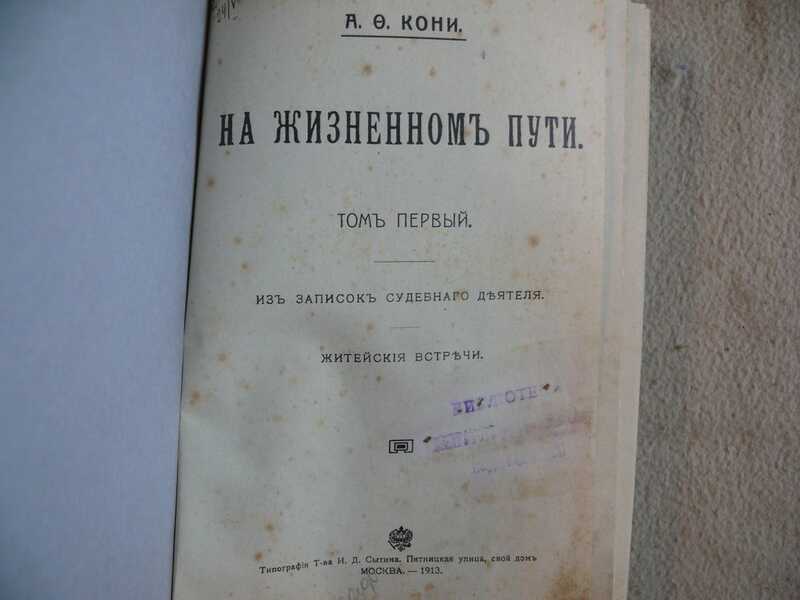 А. Ѳ. КОНИ.
НА ЖИЗНЕННОМЪ ПУТИ.
ТОМЪ ПЕРВЫЙ.
ИЗЪ ЗАПИСОКЪ СУДЕБНАГО ДѢЯТЕЛЯ.
ЖИТЕЙСКІЯ ВСТРѢЧИ.
БИБЛИОТЕ
Типографія Т-ва И. Д. Сытина. Пятницкая улица, свой домъ
МОСКВА. — 1913.